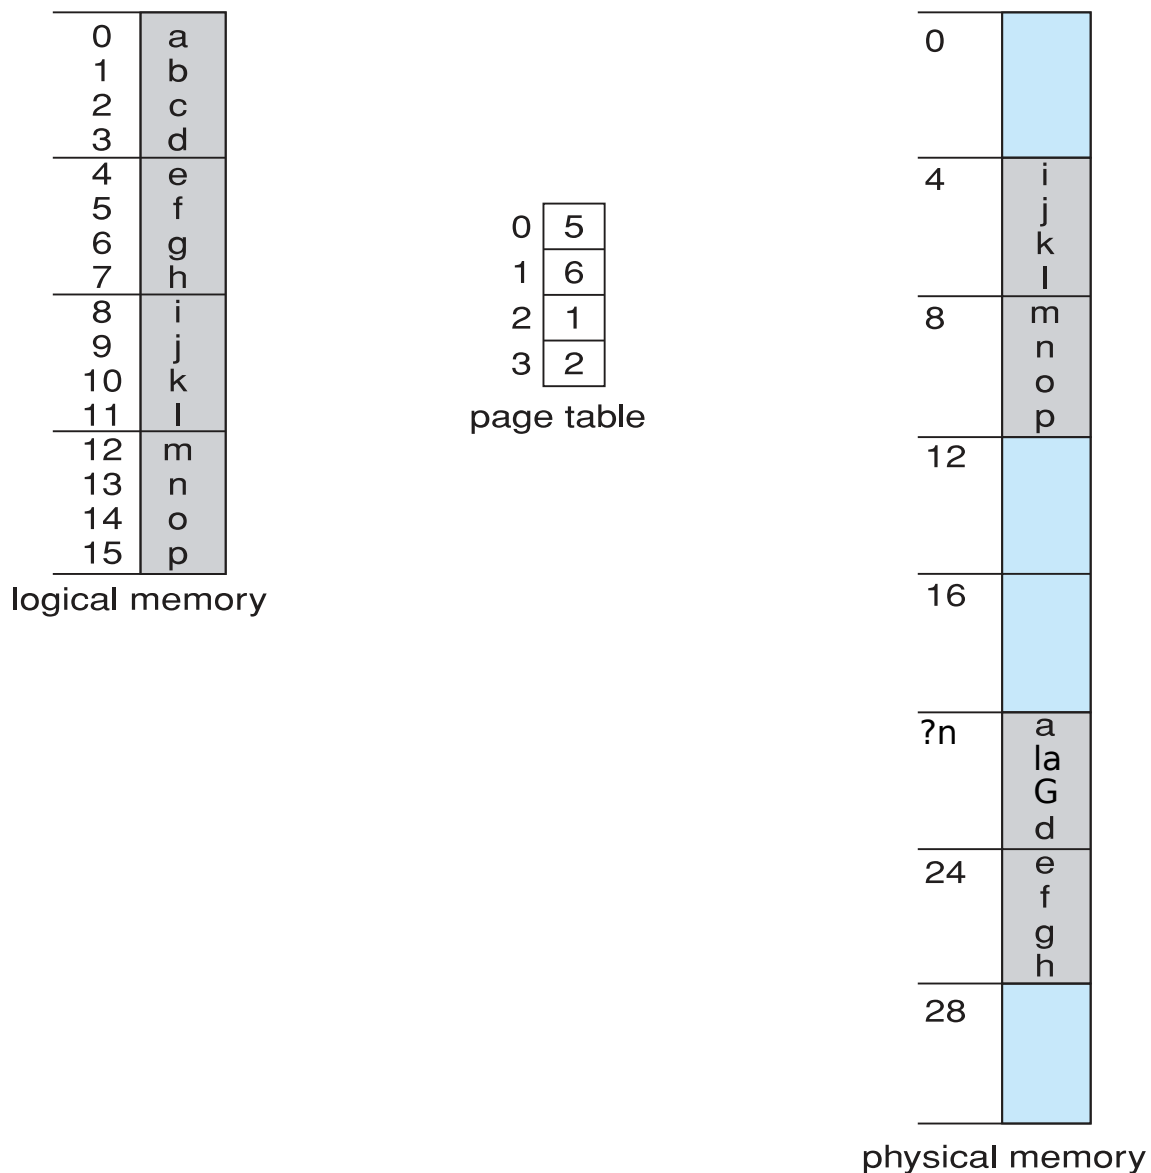 0 a
1 b
2 c
3 d
4 e
5 f
6 g
7 h
8 i
9 j
10 k
11 l
12 m
13 n
14 o
15 p
logical memory
0 5
1 6
2 1
3 2
page table
0
4 i
j
k
l
8 m
n
o
p
12
16
?n a
la
G
d
24 e
f
g
h
28
physical memory